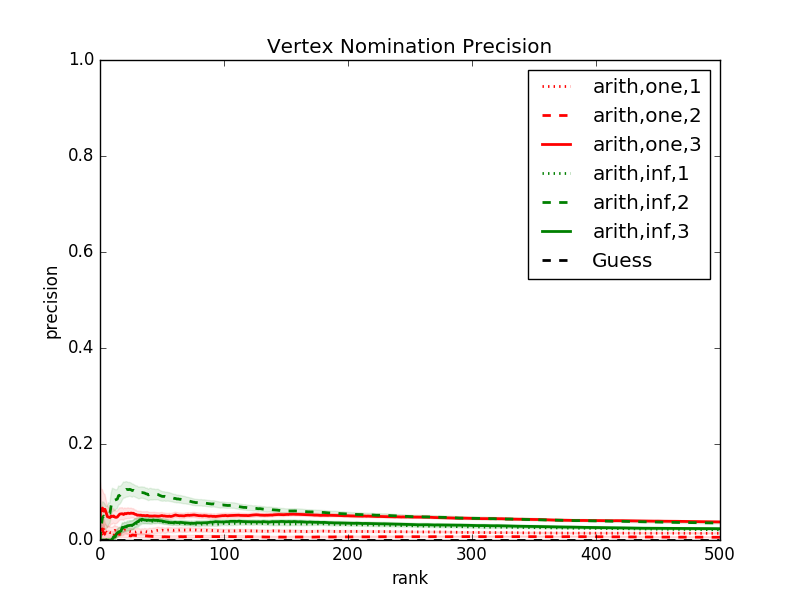 Vertex Nomination Precision
1.0
0.8
0.6
0.4
0.2
0.0
precision
arith,one,1
arith,one,2
arith,one,3
arith,inf,1
arith,inf,2
arith,inf,3
Guess
0 100 200 300 400 500
rank